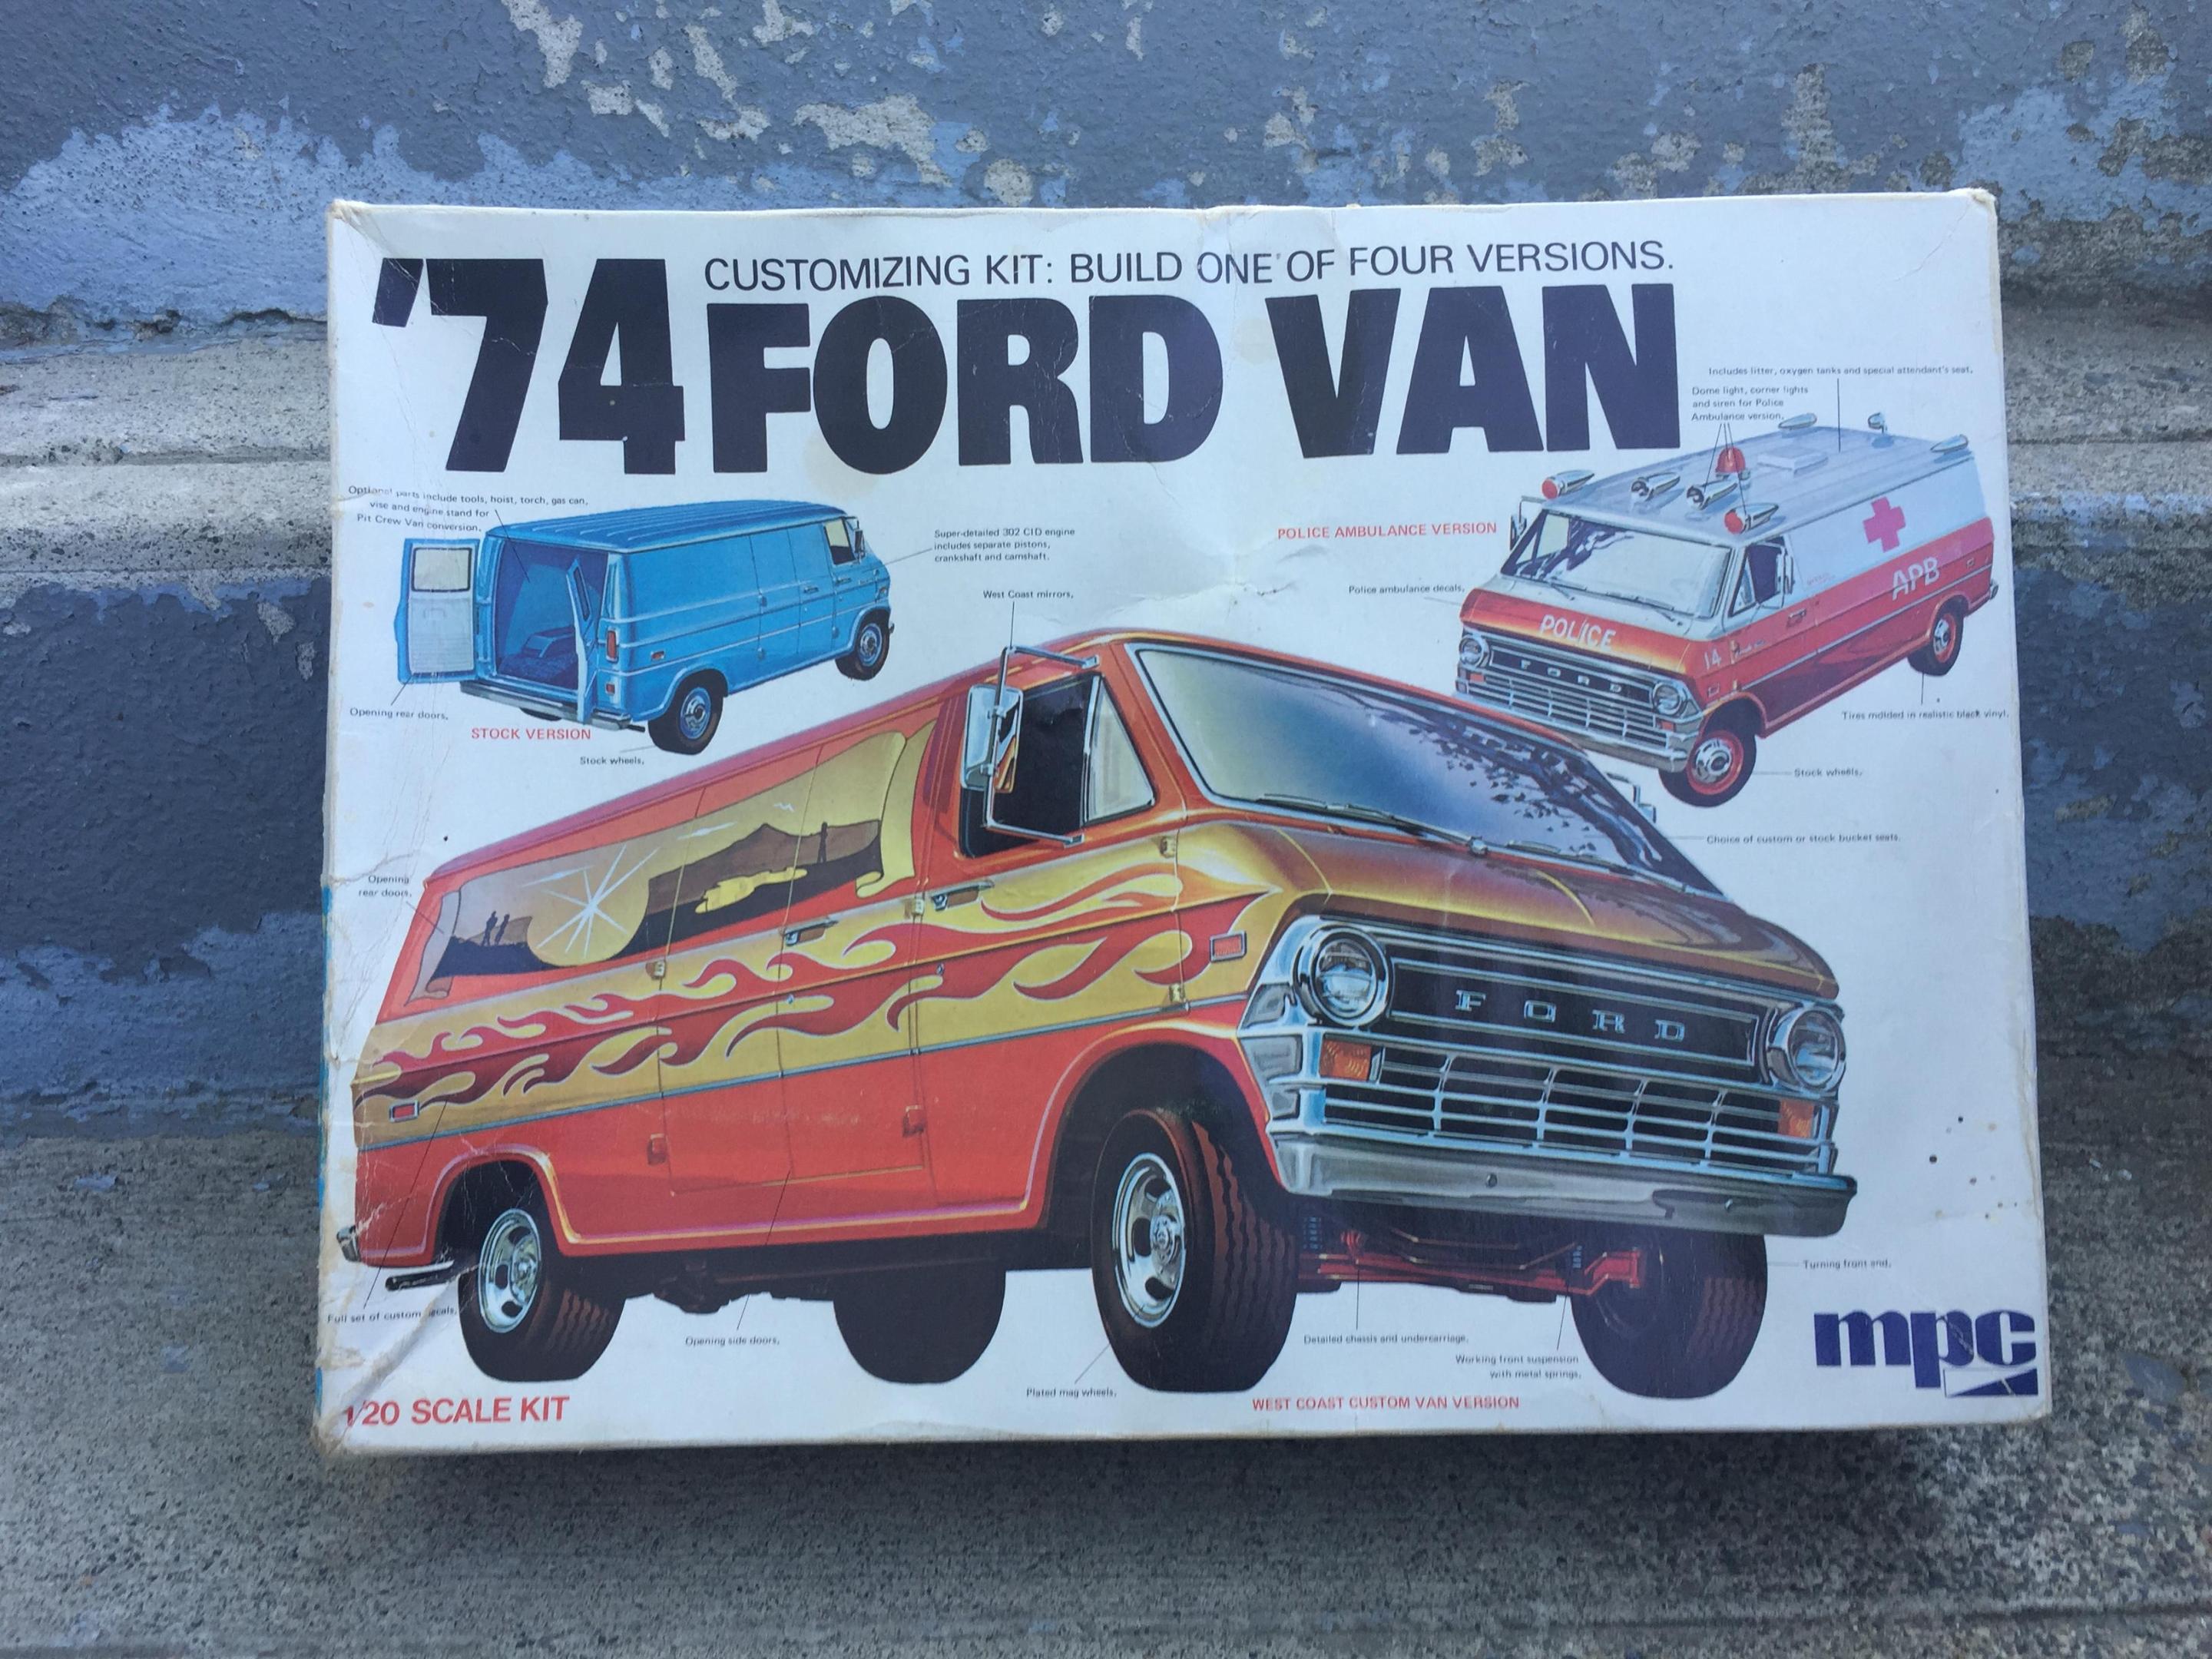 CUSTOMIZING KIT: BUILD ONE OF FOUR VERSIONS.
'74 FORD VAN
Includes litter, oxygen tanks and special attendant's seat.
Dome light, corner lights
and siren for Police
Ambulance version.
Optional parts include tools, hoist, torch, gas can,
vise and engine stand for
Pit Crew Van conversion.
Super-detailed 302 CID engine
includes separate pistons,
crankshaft and camshaft.
POLICE AMBULANCE VERSION
Police ambulance decals.
West Coast mirrors.
APB
POLICE
14
FORD
Opening rear doors.
STOCK VERSION
Stock wheels.
Tires molded in realistic black vinyl.
Stock wheels.
Choice of custom or stock bucket seats.
Opening
rear doors.
FORD
Turning front end.
Full set of custom decals.
Opening side doors.
Detailed chassis and undercarriage.
Working front suspension
with metal springs.
Plated mag wheels.
mpc
1/20 SCALE KIT
WEST COAST CUSTOM VAN VERSION